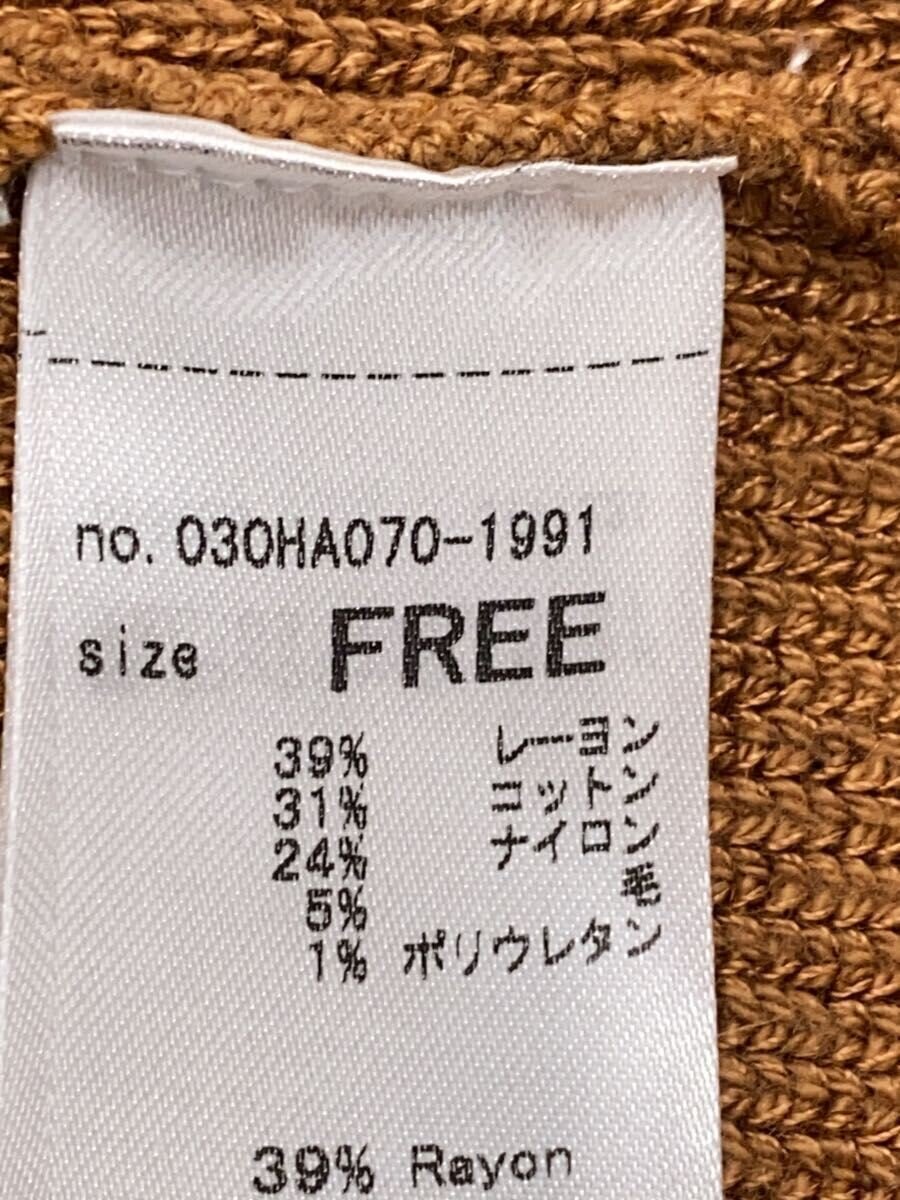 no. 030HA070-1991
size FREE
39% レーヨン
31% コットン
24% ナイロン
5% 毛
1% ポリウレタン
39% Rayon